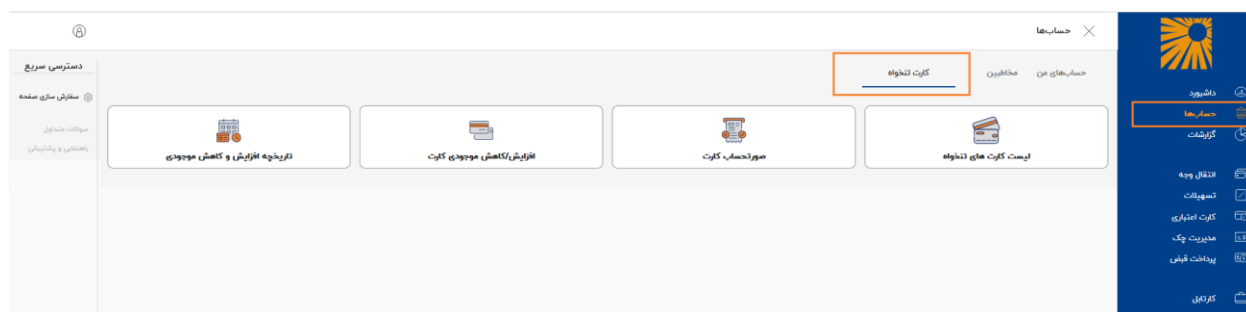 حساب‌ها
داشبورد
حساب‌ها
گزارشات
انتقال وجه
تسهیلات
کارت اعتباری
مدیریت چک
پرداخت قبض
کارتابل
حساب‌های من
مخاطبین
کارت تنخواه
لیست کارت های تنخواه
صورتحساب کارت
افزایش/کاهش موجودی کارت
تاریخچه افزایش و کاهش موجودی
دسترسی سریع
سفارش سازی صفحه
سوالات متداول
راهنمایی و پشتیبانی